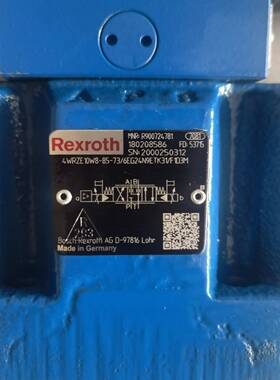 Rexroth
MNR: R900724781 7081
180208586 FD: 53715
SN: 2000250312
4WRZE10W8-85-73/6EG24N9ETK31/F1D3M
A B
P T
Bosch Rexroth AG D-97816 Lohr
Made in Germany